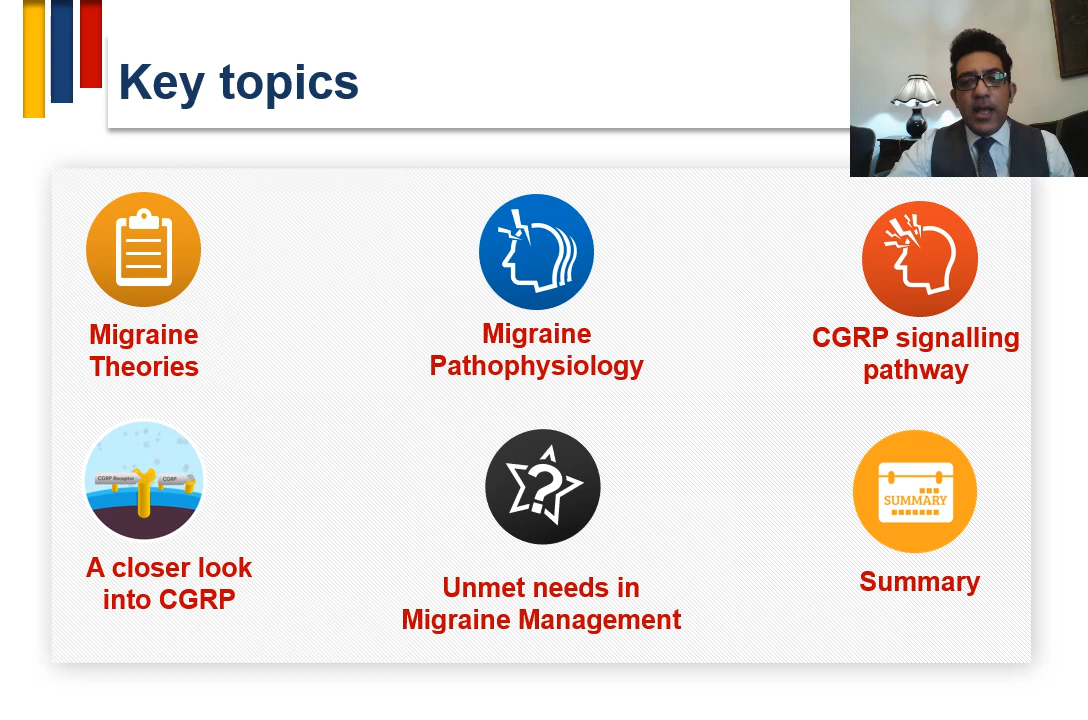 Key topics
Migraine
Theories
Migraine
Pathophysiology
CGRP signalling
pathway
CGRP Receptor
CGRP
A closer look
into CGRP
Unmet needs in
Migraine Management
SUMMARY
Summary